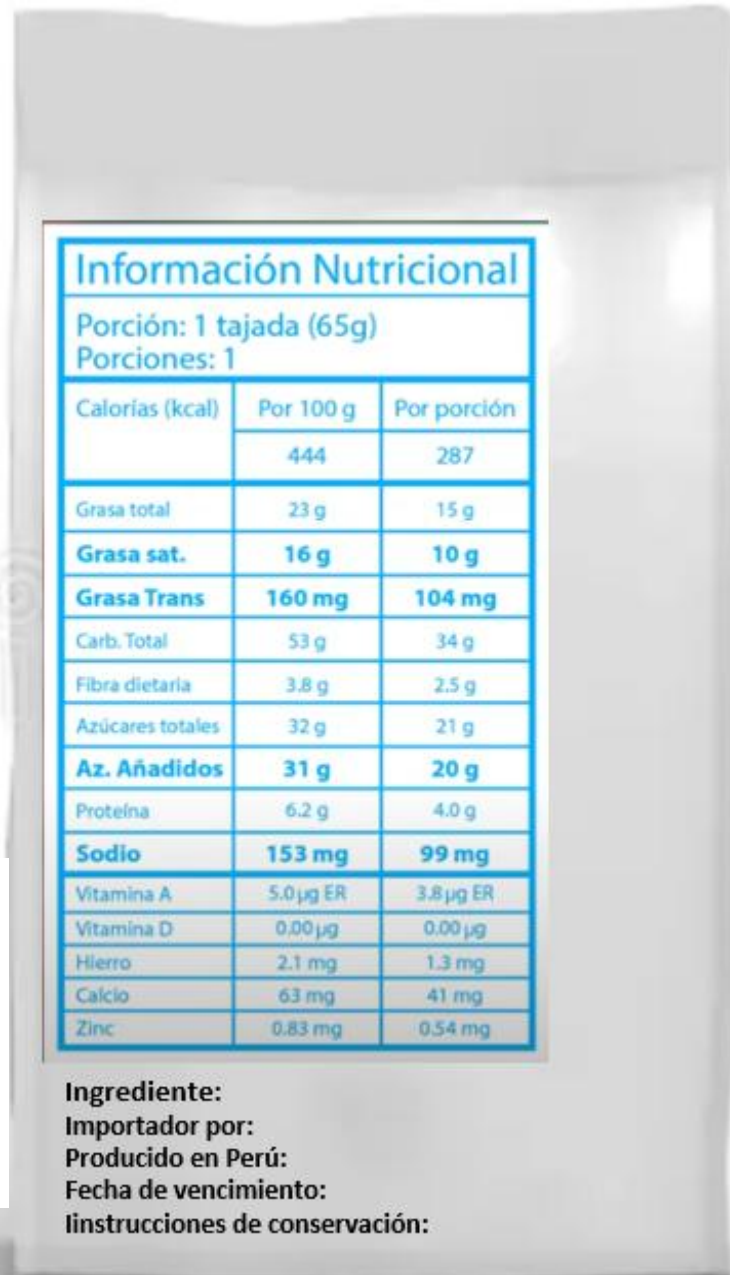 Información Nutricional
Porción: 1 tajada (65g)
Porciones: 1
Calorías (kcal) Por 100 g Por porción
444 287
Grasa total 23 g 15 g
Grasa sat. 16 g 10 g
Grasa Trans 160 mg 104 mg
Carb. Total 53 g 34 g
Fibra dietaria 3.8 g 2.5 g
Azúcares totales 32 g 21 g
Az. Añadidos 31 g 20 g
Proteína 6.2 g 4.0 g
Sodio 153 mg 99 mg
Vitamina A 5.0 µg ER 3.8 µg ER
Vitamina D 0.00 µg 0.00 µg
Hierro 2.1 mg 1.3 mg
Calcio 63 mg 41 mg
Zinc 0.83 mg 0.54 mg
Ingrediente:
Importador por:
Producido en Perú:
Fecha de vencimiento:
Iinstrucciones de conservación: